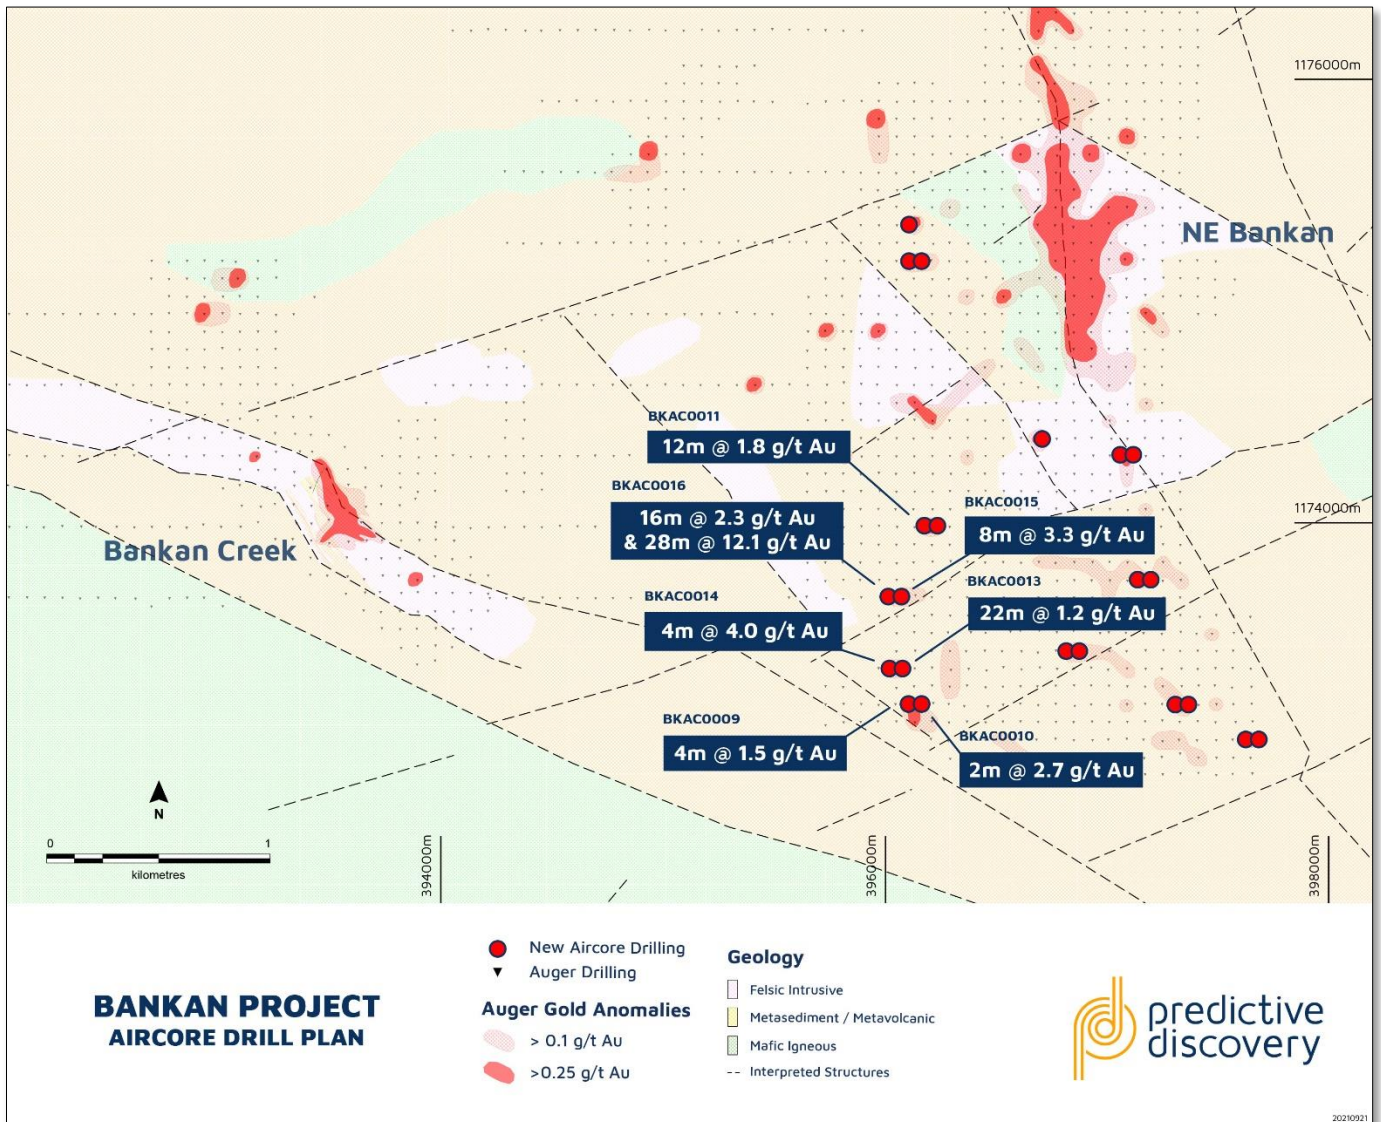 1176000m
NE Bankan
BKAC0011
12m @ 1.8 g/t Au
BKAC0016
16m @ 2.3 g/t Au
& 28m @ 12.1 g/t Au
BKAC0015
8m @ 3.3 g/t Au
1174000m
Bankan Creek
BKAC0013
22m @ 1.2 g/t Au
BKAC0014
4m @ 4.0 g/t Au
BKAC0009
4m @ 1.5 g/t Au
BKAC0010
2m @ 2.7 g/t Au
N
0 1
kilometres
394000m
396000m
398000m
BANKAN PROJECT
AIRCORE DRILL PLAN
New Aircore Drilling
Auger Drilling
Auger Gold Anomalies
> 0.1 g/t Au
>0.25 g/t Au
Geology
Felsic Intrusive
Metasediment / Metavolcanic
Mafic Igneous
Interpreted Structures
predictive
discovery
20210921